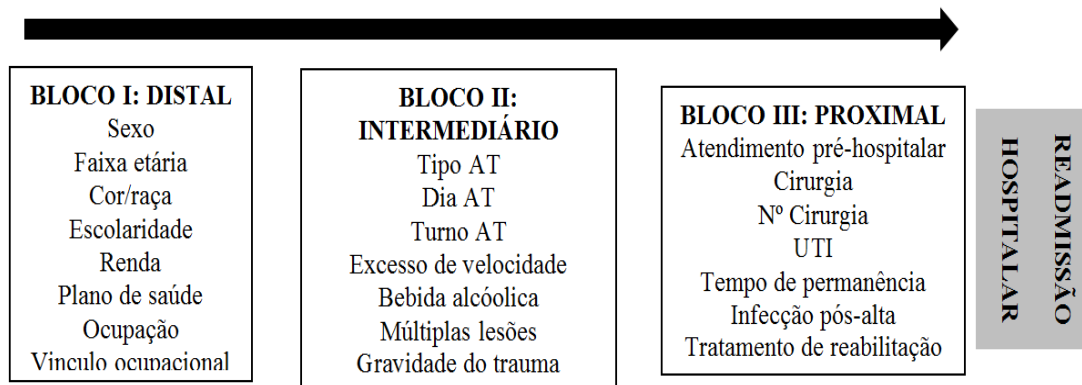 BLOCO I: DISTAL
Sexo
Faixa etária
Cor/raça
Escolaridade
Renda
Plano de saúde
Ocupação
Vinculo ocupacional
BLOCO II:
INTERMEDIÁRIO
Tipo AT
Dia AT
Turno AT
Excesso de velocidade
Bebida alcóolica
Múltiplas lesões
Gravidade do trauma
BLOCO III: PROXIMAL
Atendimento pré-hospitalar
Cirurgia
Nº Cirurgia
UTI
Tempo de permanência
Infecção pós-alta
Tratamento de reabilitação
READMISSÃO
HOSPITALAR